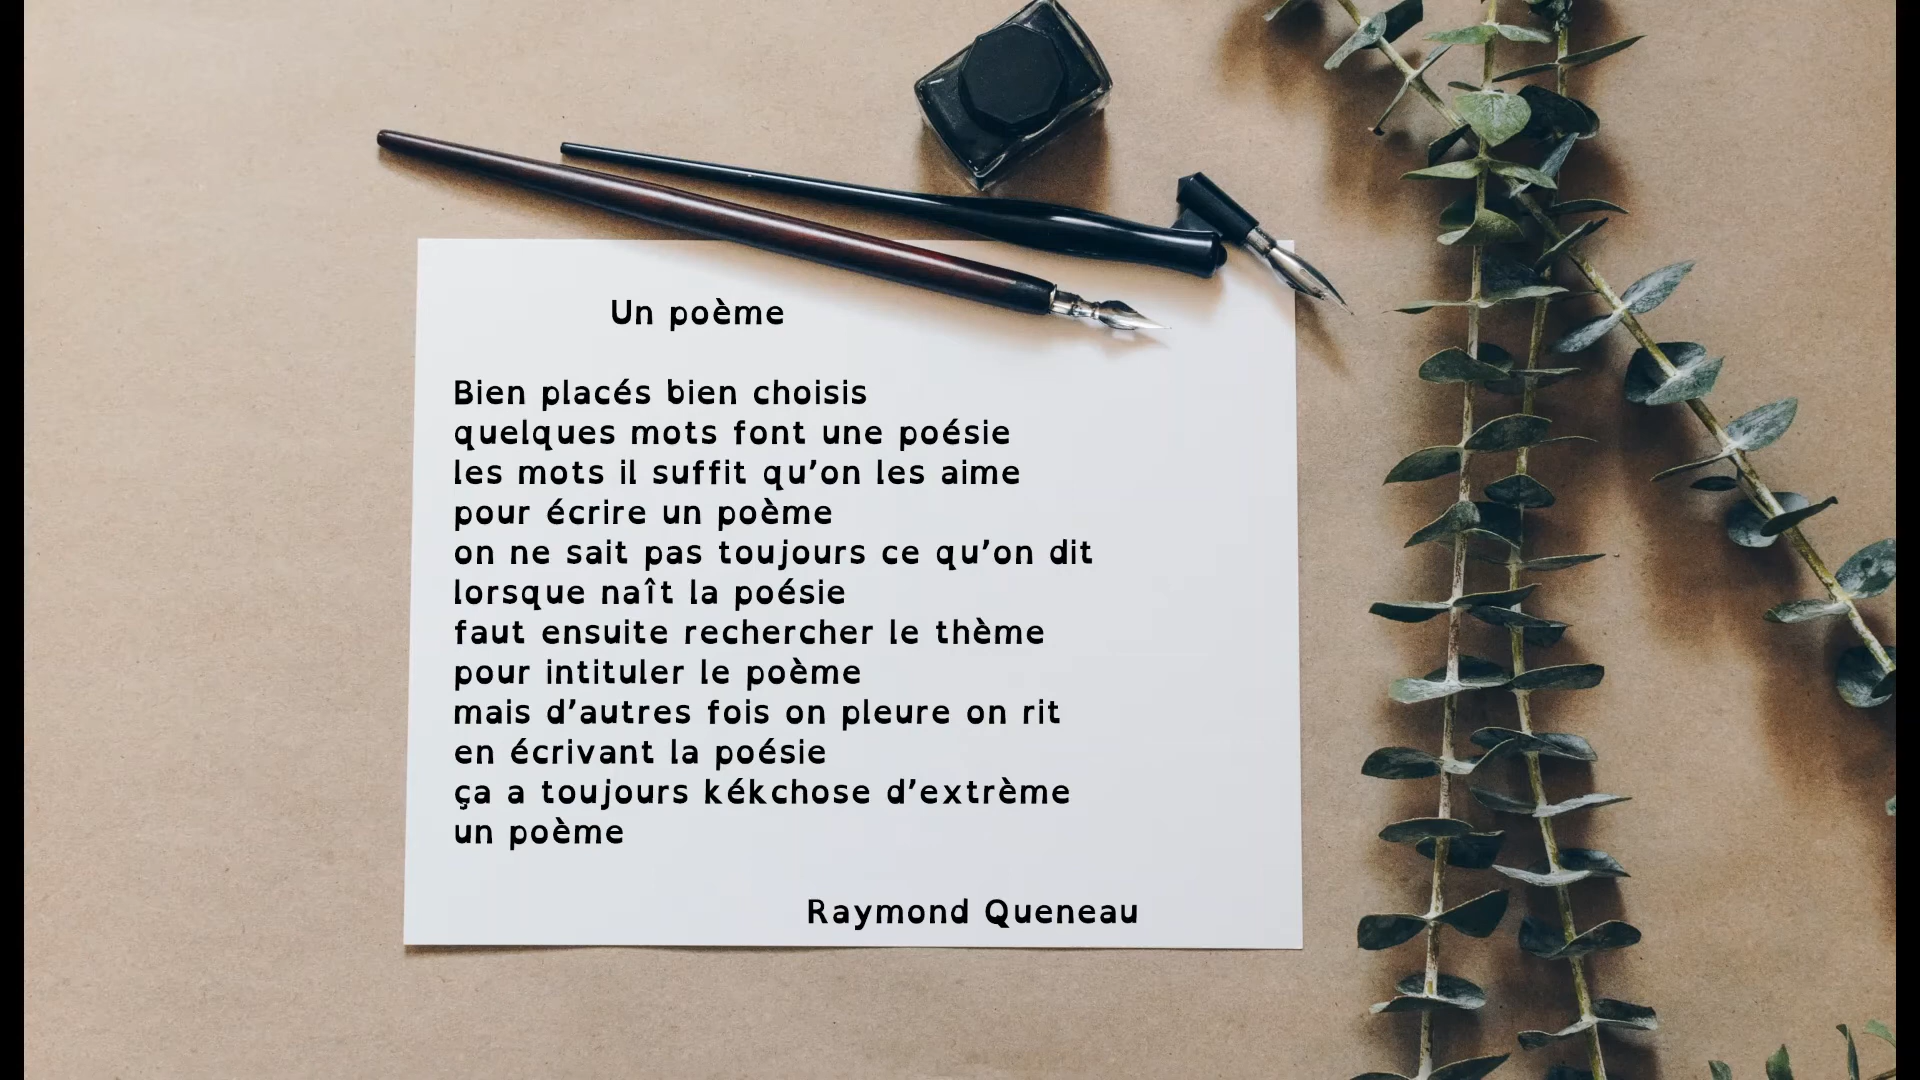 Un poème
Bien placés bien choisis
quelques mots font une poésie
les mots il suffit qu’on les aime
pour écrire un poème
on ne sait pas toujours ce qu’on dit
lorsque naît la poésie
faut ensuite rechercher le thème
pour intituler le poème
mais d’autres fois on pleure on rit
en écrivant la poésie
ça a toujours kékchose d’extrème
un poème
Raymond Queneau